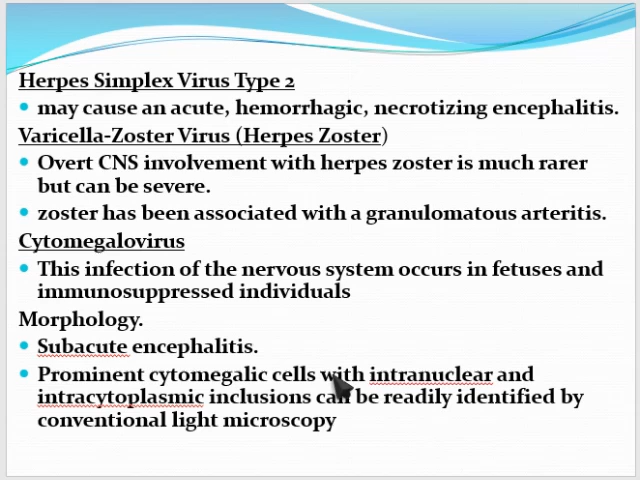 Herpes Simplex Virus Type 2
• may cause an acute, hemorrhagic, necrotizing encephalitis.
Varicella-Zoster Virus (Herpes Zoster)
• Overt CNS involvement with herpes zoster is much rarer
but can be severe.
• zoster has been associated with a granulomatous arteritis.
Cytomegalovirus
• This infection of the nervous system occurs in fetuses and
immunosuppressed individuals
Morphology.
• Subacute encephalitis.
• Prominent cytomegalic cells with intranuclear and
intracytoplasmic inclusions can be readily identified by
conventional light microscopy